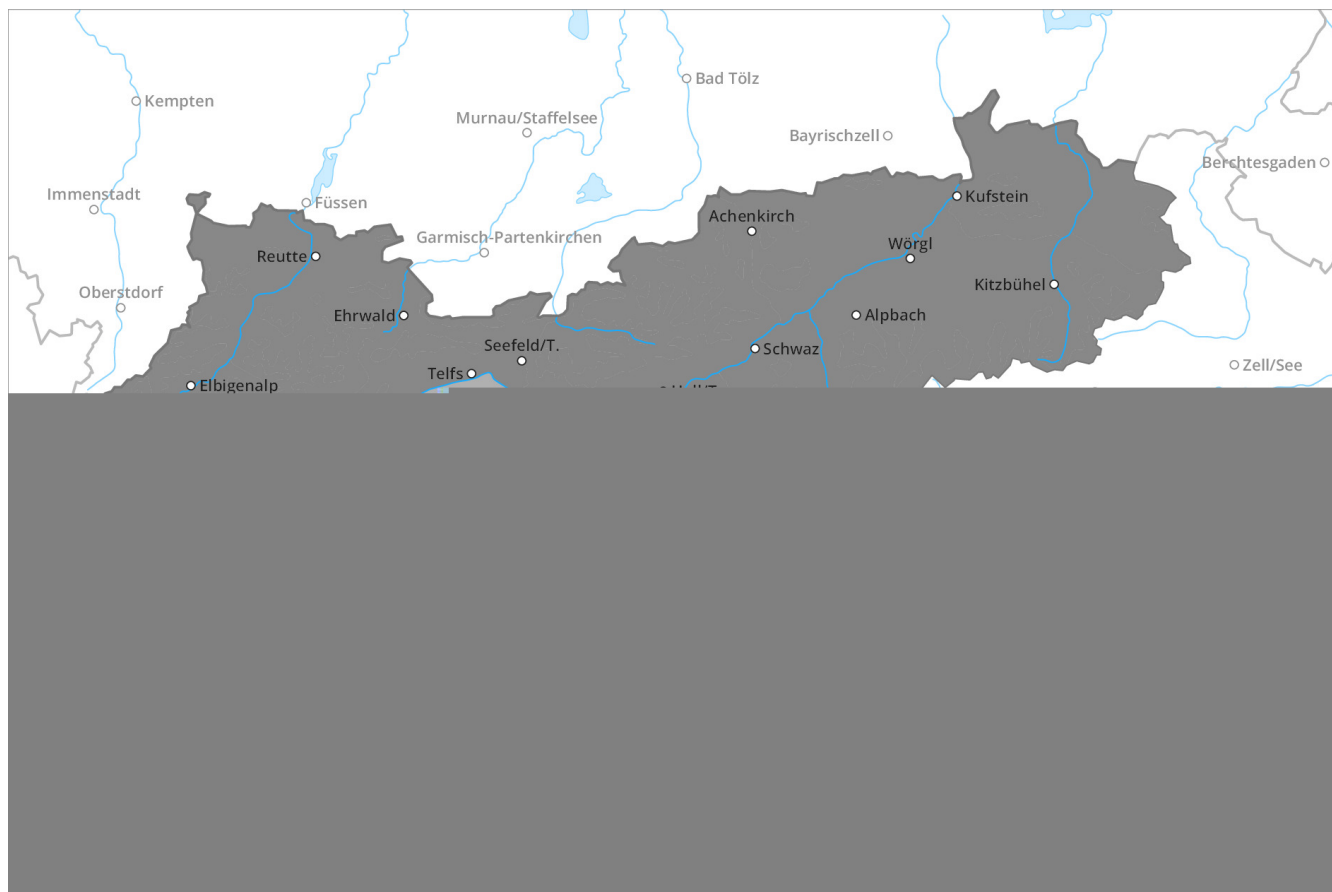 Bad Tölz
Kempten
Murnau/Staffelsee
Bayrischzell
Berchtesgaden
Immenstadt
Füssen
Kufstein
Achenkirch
Garmisch-Partenkirchen
Wörgl
Reutte
Kitzbühel
Oberstdorf
Ehrwald
Alpbach
Seefeld/T.
Schwaz
Zell/See
Telfs
Elbigenalp